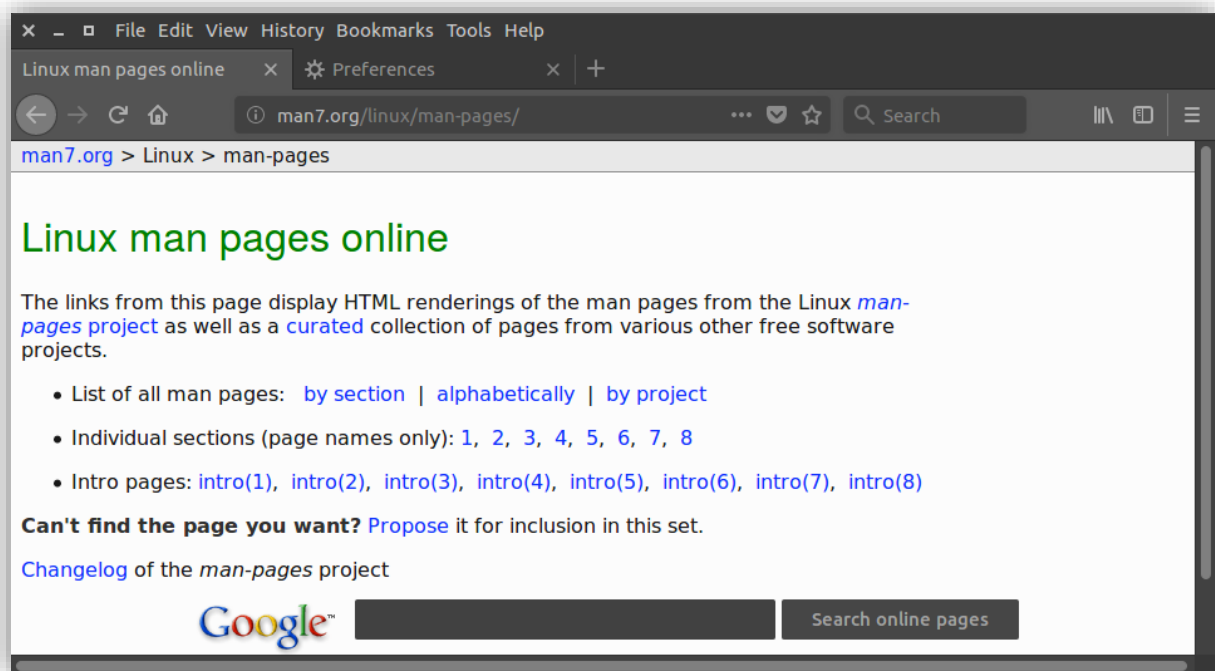 File Edit View History Bookmarks Tools Help
Linux man pages online Preferences
man7.org/linux/man-pages/ Search
man7.org > Linux > man-pages
Linux man pages online
The links from this page display HTML renderings of the man pages from the Linux man-
pages project as well as a curated collection of pages from various other free software
projects.
• List of all man pages: by section | alphabetically | by project
• Individual sections (page names only): 1, 2, 3, 4, 5, 6, 7, 8
• Intro pages: intro(1), intro(2), intro(3), intro(4), intro(5), intro(6), intro(7), intro(8)
Can't find the page you want? Propose it for inclusion in this set.
Changelog of the man-pages project
Google™ Search online pages